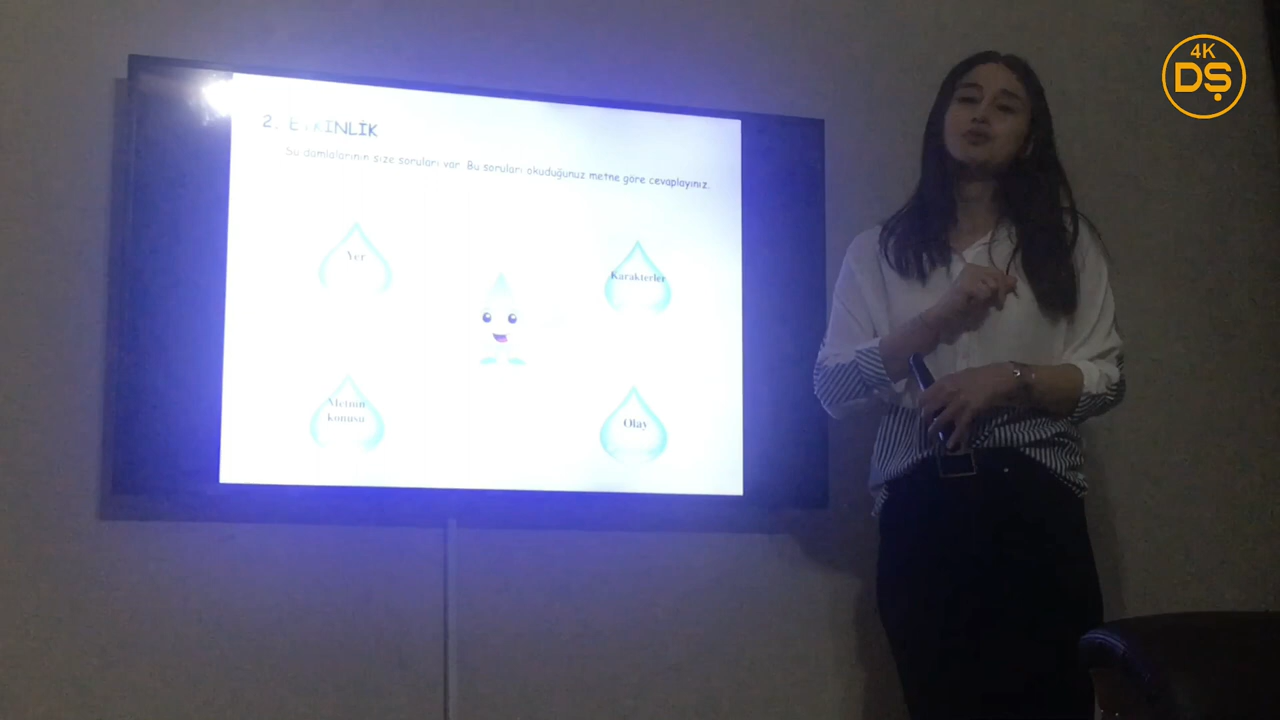 4K
DŞ
2. ETKİNLİK
Su damlalarının size soruları var. Bu soruları okuduğunuz metne göre cevaplayınız.
Yer
Karakterler
Metnin
konusu
Olay